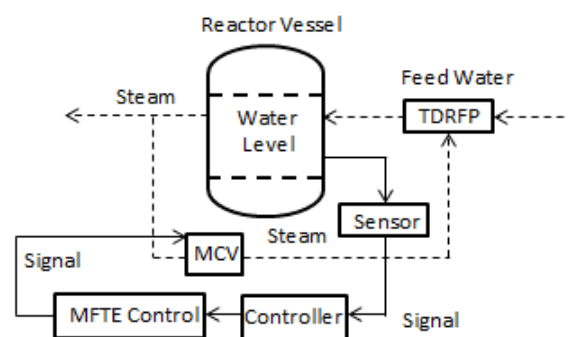 Reactor Vessel
Steam
Feed Water
Water
Level
TDRFP
Sensor
Steam
MCV
Signal
MFTE Control
Controller
Signal